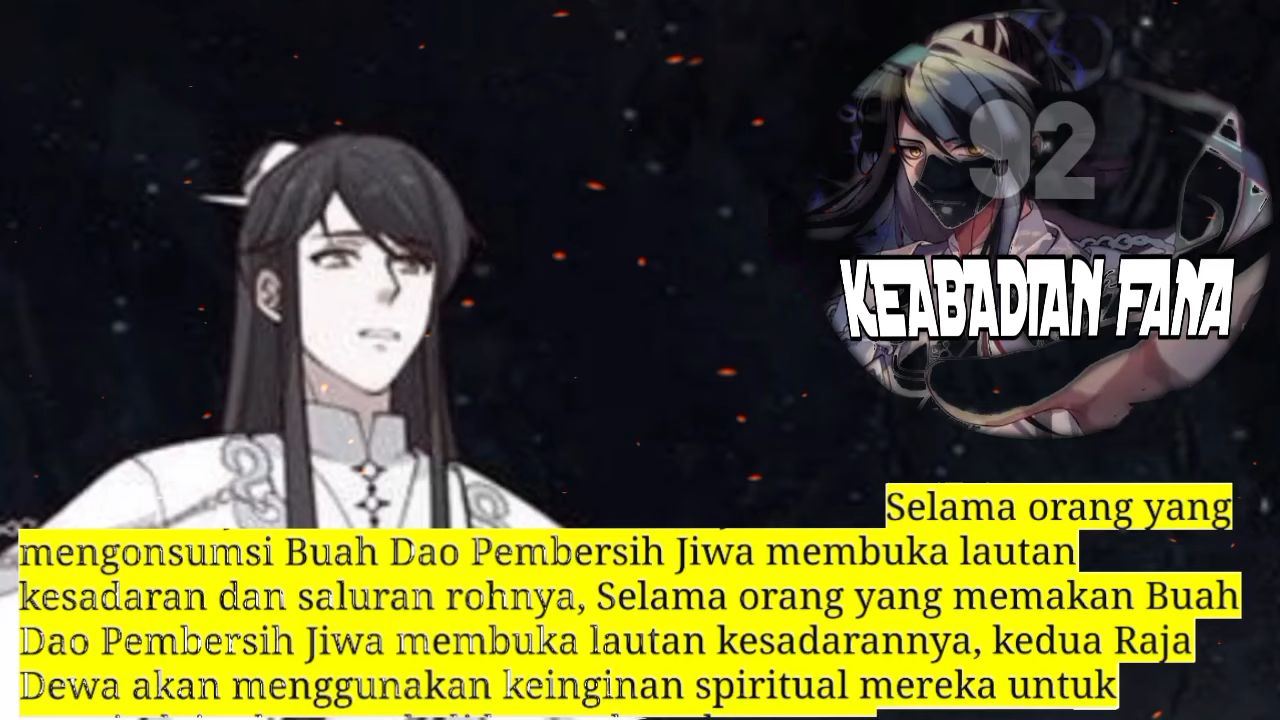 92
KEABADIAN FANA
Selama orang yang
mengonsumsi Buah Dao Pembersih Jiwa membuka lautan
kesadaran dan saluran rohnya, Selama orang yang memakan Buah
Dao Pembersih Jiwa membuka lautan kesadarannya, kedua Raja
Dewa akan menggunakan keinginan spiritual mereka untuk